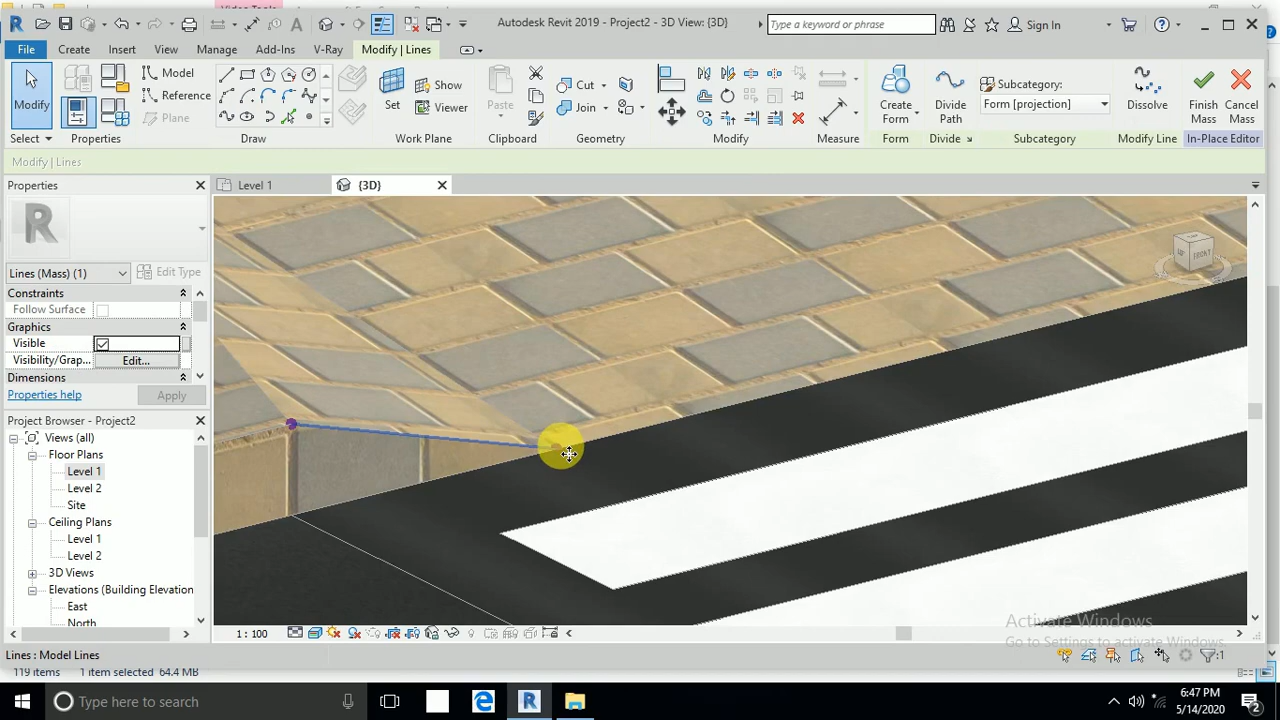 Video Tools
Autodesk Revit 2019 - Project2 - 3D View: {3D}
Type a keyword or phrase
Sign In
File
Create
Insert
View
Manage
Add-Ins
V-Ray
Modify | Lines
Modify
Model
Reference
Plane
Set
Show
Viewer
Paste
Cut
Join
Create Form
Divide Path
Subcategory:
Form [projection]
Dissolve
Finish Mass
Cancel Mass
Select
Properties
Draw
Work Plane
Clipboard
Geometry
Modify
Measure
Form
Divide
Subcategory
Modify Line
In-Place Editor
Modify | Lines
Properties
Level 1
{3D}
R
Lines (Mass) (1)
Edit Type
Constraints
Follow Surface
Graphics
Visible
Visibility/Grap...
Edit...
Dimensions
Properties help
Apply
Project Browser - Project2
Views (all)
Floor Plans
Level 1
Level 2
Site
Ceiling Plans
Level 1
Level 2
3D Views
Elevations (Building Elevation
East
North
FRONT
1 : 100
Activate Windows
Go to Settings to activate Windows.
Lines : Model Lines
:1
119 items
1 item selected 64.4 MB
Type here to search
6:47 PM
5/14/2020
2